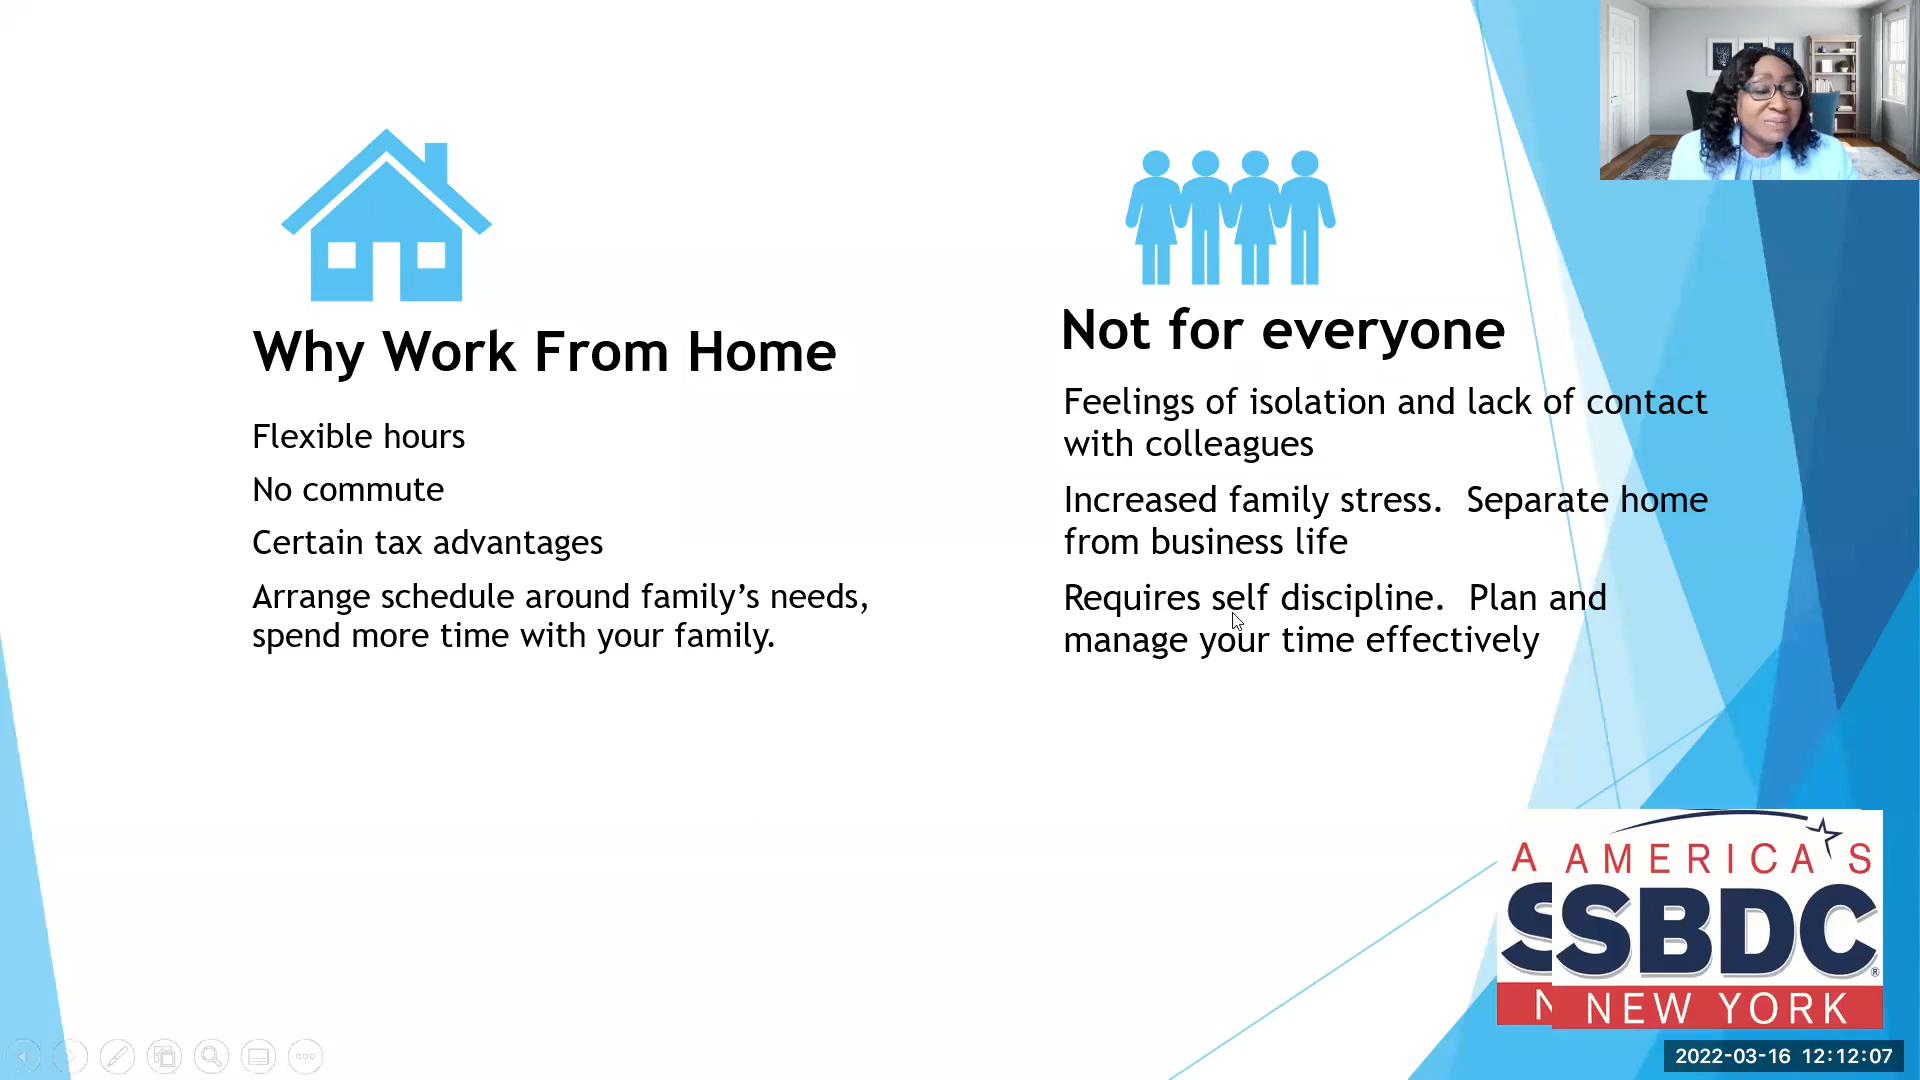 Why Work From Home
Flexible hours
No commute
Certain tax advantages
Arrange schedule around family’s needs,
spend more time with your family.
Not for everyone
Feelings of isolation and lack of contact
with colleagues
Increased family stress.  Separate home
from business life
Requires self discipline.  Plan and
manage your time effectively
A AMERICA'S
S SBDC®
N NEW YORK
2022-03-16 12:12:07